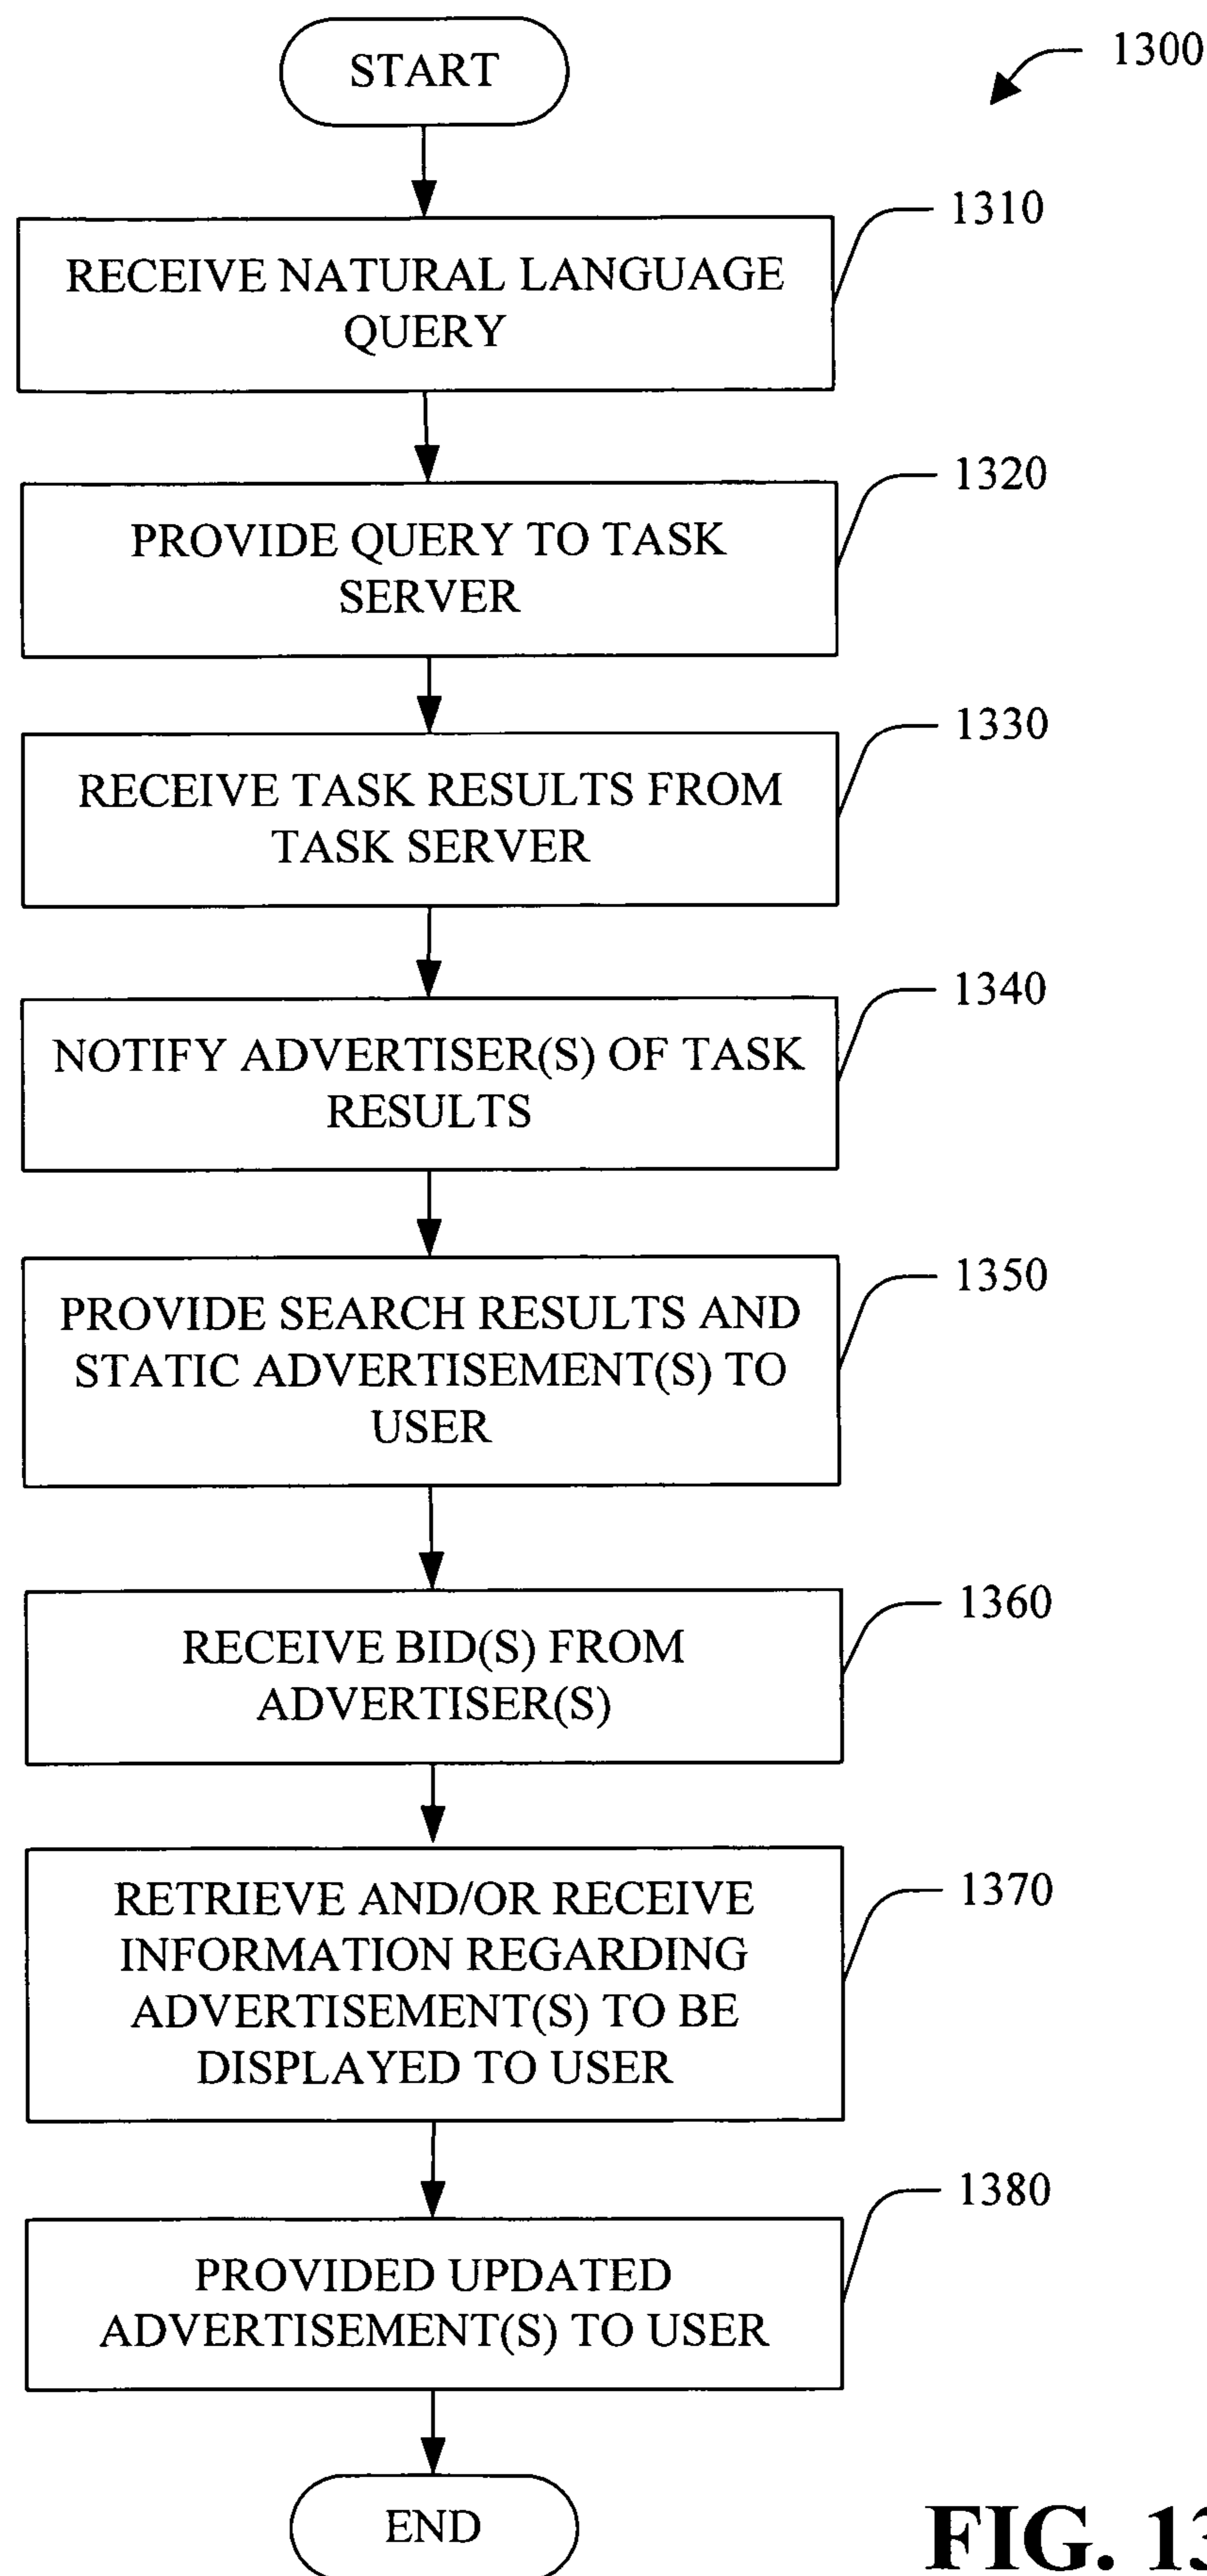 START
1300
1310
RECEIVE NATURAL LANGUAGE
QUERY
1320
PROVIDE QUERY TO TASK
SERVER
1330
RECEIVE TASK RESULTS FROM
TASK SERVER
1340
NOTIFY ADVERTISER(S) OF TASK
RESULTS
1350
PROVIDE SEARCH RESULTS AND
STATIC ADVERTISEMENT(S) TO
USER
1360
RECEIVE BID(S) FROM
ADVERTISER(S)
1370
RETRIEVE AND/OR RECEIVE
INFORMATION REGARDING
ADVERTISEMENT(S) TO BE
DISPLAYED TO USER
1380
PROVIDED UPDATED
ADVERTISEMENT(S) TO USER
END
FIG. 13